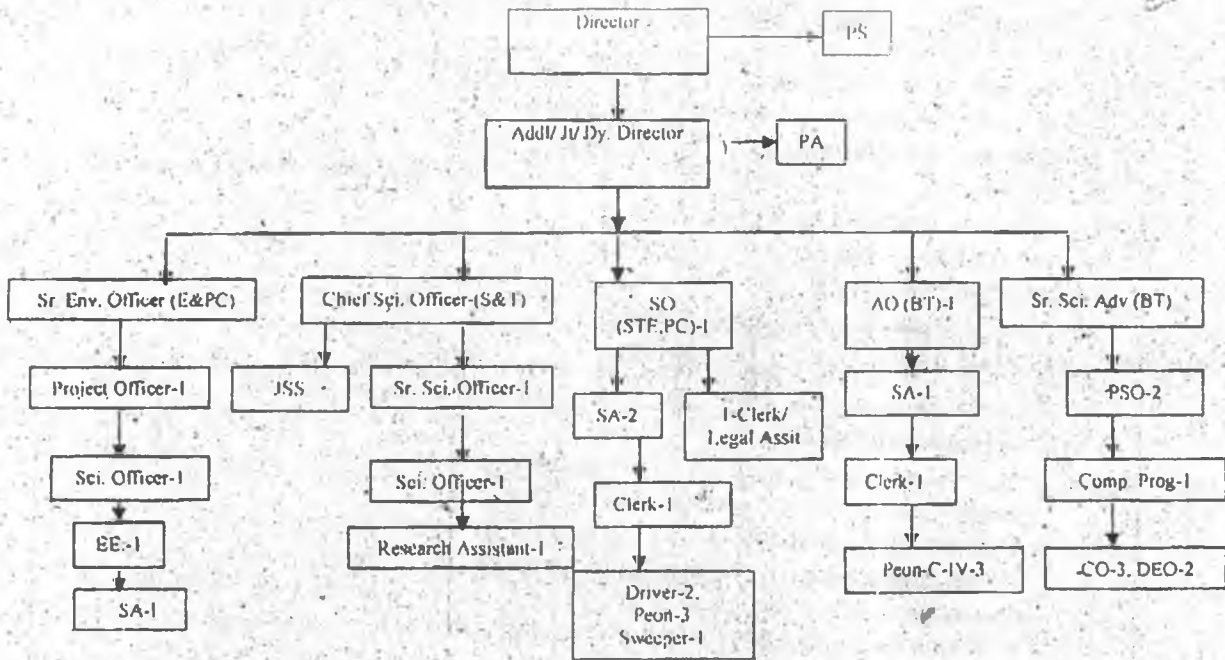 Director
PS
Addl/ Jt/ Dy. Director
PA
Sr. Env. Officer (E&PC)
Chief Sci. Officer-(S&T)
SO
(STE,PC)-1
AO (BT)-1
Sr. Sci. Adv (BT)
Project Officer-1
JSS
Sr. Sci. Officer-1
SA-2
1-Clerk/
Legal Assit
SA-1
PSO-2
Sci. Officer-1
Sci. Officer-1
Clerk-1
Clerk-1
Comp. Prog-1
EE-1
Research Assistant-1
Peon-C-IV-3
CO-3, DEO-2
SA-1
Driver-2,
Peon-3
Sweeper-1